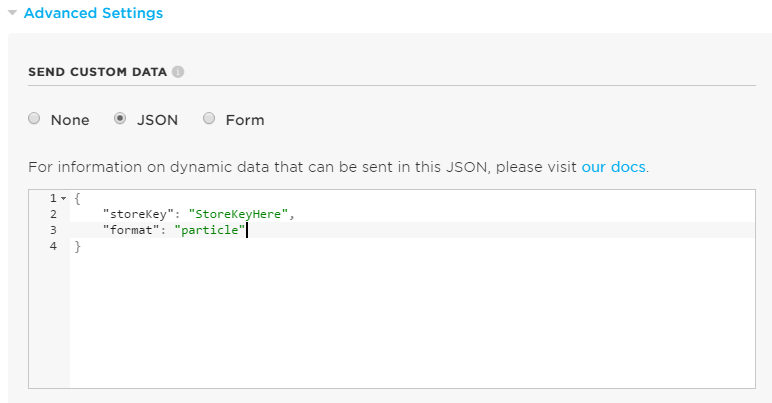 Advanced Settings
SEND CUSTOM DATA
None JSON Form
For information on dynamic data that can be sent in this JSON, please visit our docs.
1 {
2 "storeKey": "StoreKeyHere",
3 "format": "particle"
4 }